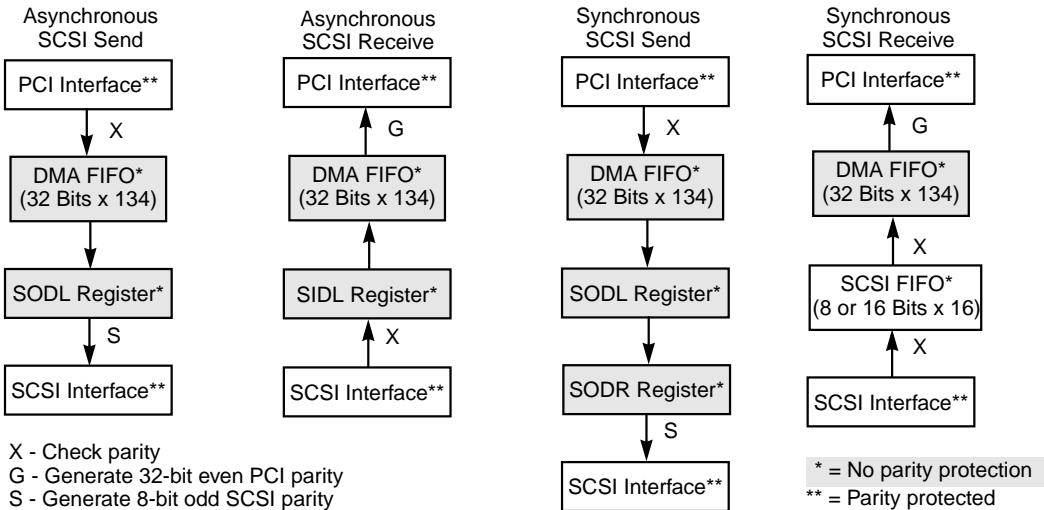 Asynchronous
SCSI Send
PCI Interface**
X
DMA FIFO*
(32 Bits x 134)
SODL Register*
S
SCSI Interface**
Asynchronous
SCSI Receive
PCI Interface**
G
DMA FIFO*
(32 Bits x 134)
SIDL Register*
X
SCSI Interface**
Synchronous
SCSI Send
PCI Interface**
X
DMA FIFO*
(32 Bits x 134)
SODL Register*
SODR Register*
S
SCSI Interface**
Synchronous
SCSI Receive
PCI Interface**
G
DMA FIFO*
(32 Bits x 134)
X
SCSI FIFO*
(8 or 16 Bits x 16)
X
SCSI Interface**
X - Check parity
G - Generate 32-bit even PCI parity
S - Generate 8-bit odd SCSI parity
* = No parity protection
** = Parity protected